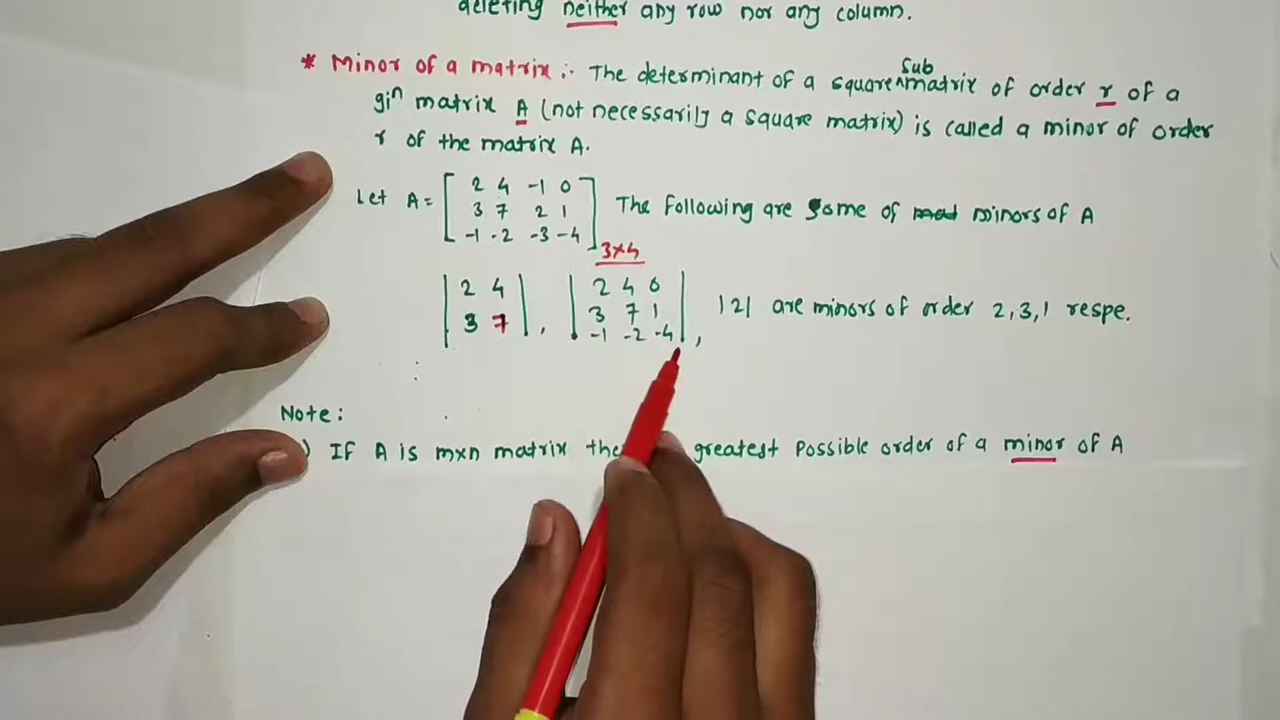 deleting neither any row nor any column.
* Minor of a matrix :- The determinant of a square^sub matrix of order r of a
giⁿ matrix A (not necessarily a square matrix) is called a minor of order
r of the matrix A.
Let A = [ 2 4 -1 0 The following are some of minors of A
3 7 2 1
-1 -2 -3 -4 ] 3×4
| 2 4 | , | 2 4 0 | , |2| are minors of order 2,3,1 respe.
| 3 7 | | 3 7 1 |
| -1 -2 -4 |
Note:
) If A is m×n matrix the greatest possible order of a minor of A